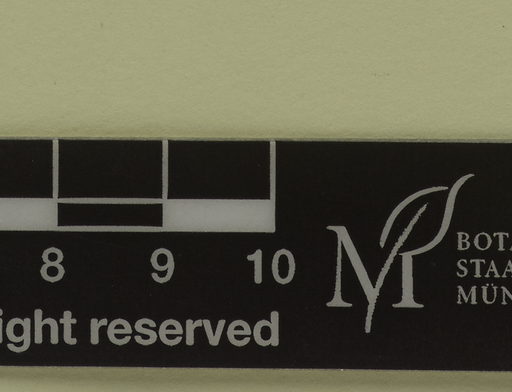 8 9 10
ight reserved
M
BOTA
STAA
MÜN